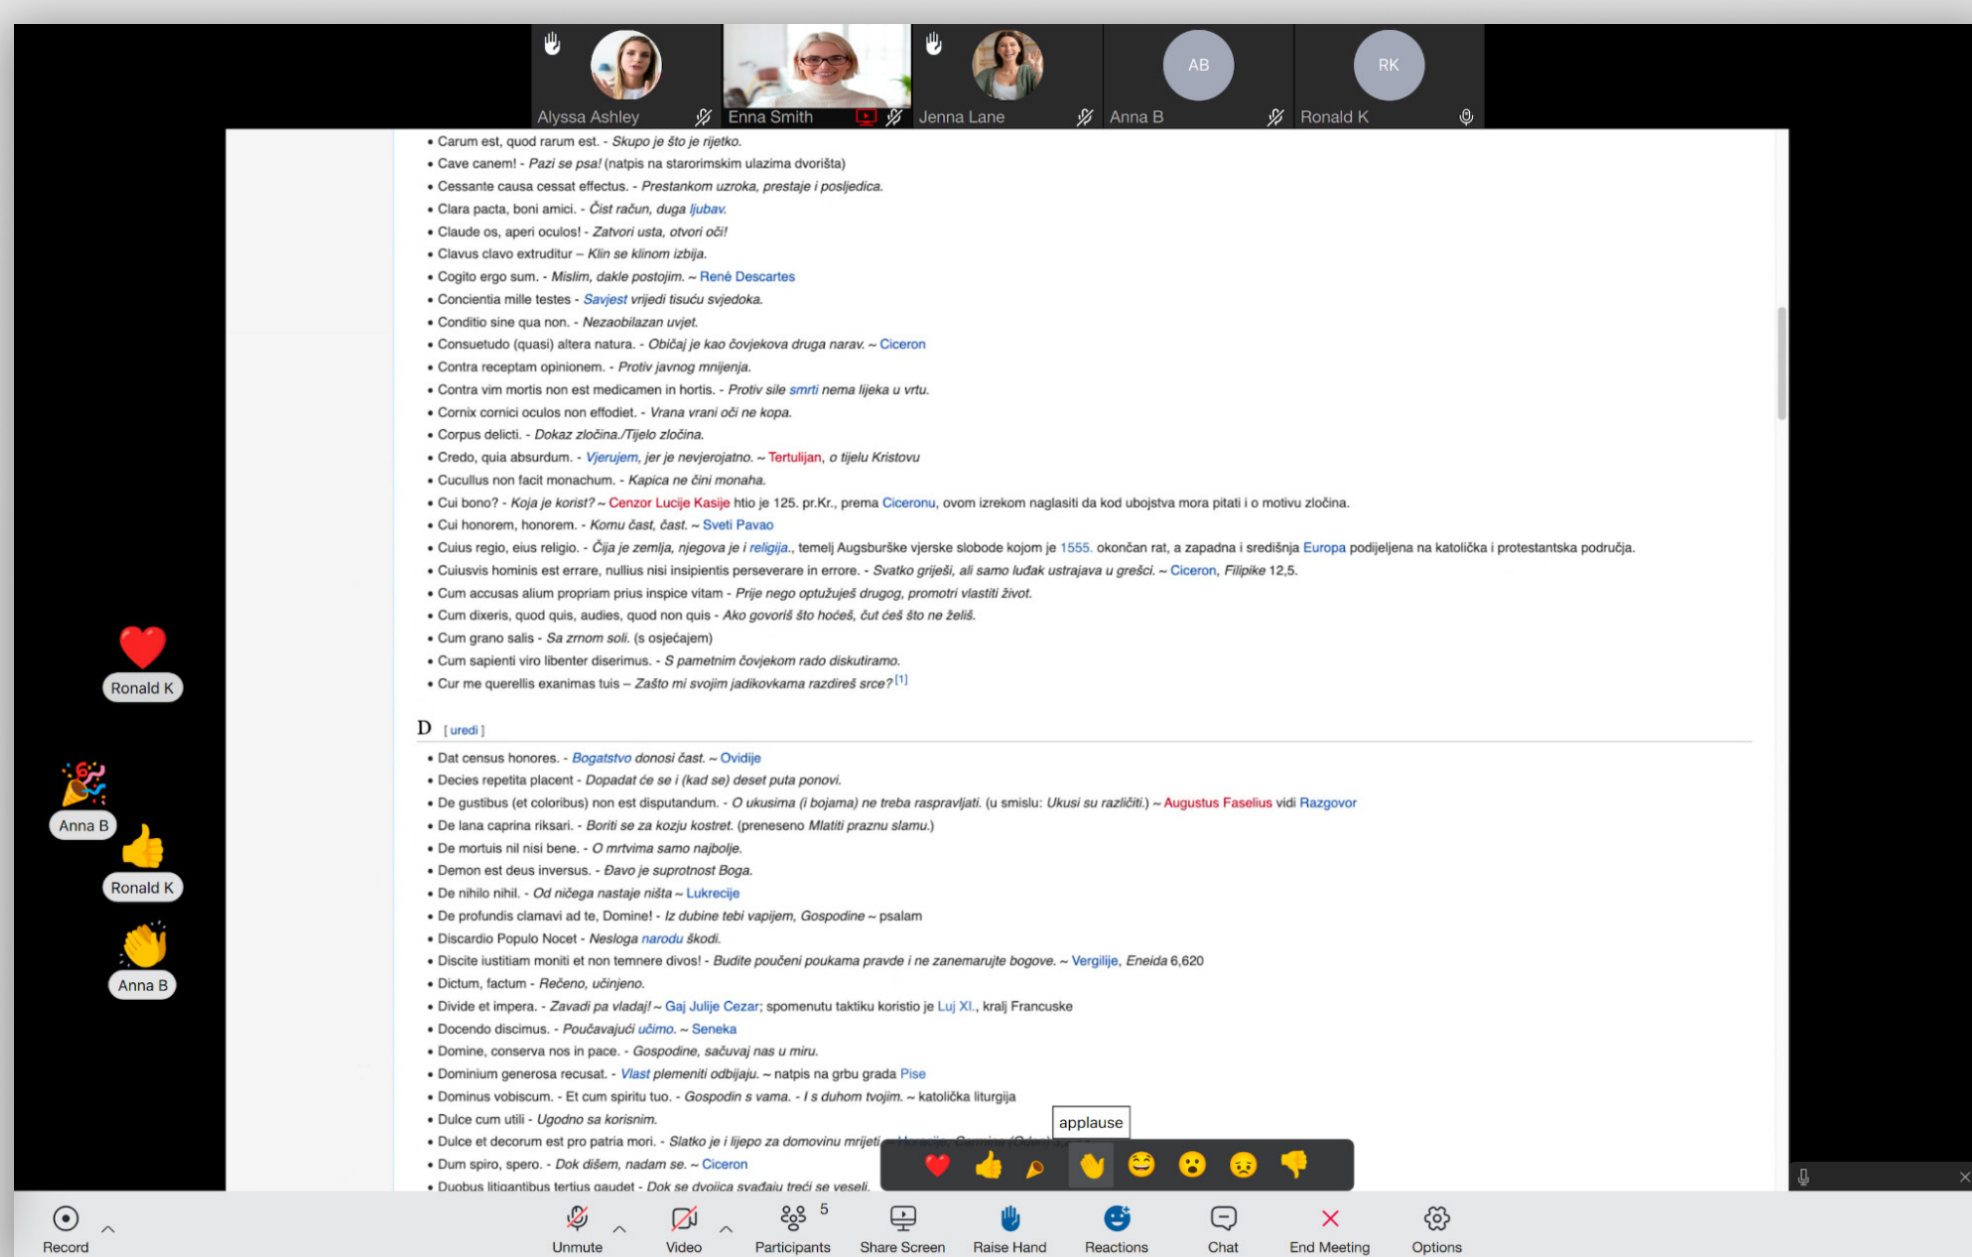 Alyssa Ashley
Enna Smith
Jenna Lane
AB
Anna B
RK
Ronald K
• Carum est, quod rarum est. - Skupo je što je rijetko.
• Cave canem! - Pazi se psa! (natpis na starorimskim ulazima dvorišta)
• Cessante causa cessat effectus. - Prestankom uzroka, prestaje i posljedica.
• Clara pacta, boni amici. - Čist račun, duga ljubav.
• Claude os, aperi oculos! - Zatvori usta, otvori oči!
• Clavus clavo extruditur – Klin se klinom izbija.
• Cogito ergo sum. - Mislim, dakle postojim. ~ René Descartes
• Concientia mille testes - Savjest vrijedi tisuću svjedoka.
• Conditio sine qua non. - Nezaobilazan uvjet.
• Consuetudo (quasi) altera natura. - Običaj je kao čovjekova druga narav. ~ Ciceron
• Contra receptam opinionem. - Protiv javnog mnijenja.
• Contra vim mortis non est medicamen in hortis. - Protiv sile smrti nema lijeka u vrtu.
• Cornix cornici oculos non effodiet. - Vrana vrani oči ne kopa.
• Corpus delicti. - Dokaz zločina./Tijelo zločina.
• Credo, quia absurdum. - Vjerujem, jer je nevjerojatno. ~ Tertulijan, o tijelu Kristovu
• Cucullus non facit monachum. - Kapica ne čini monaha.
• Cui bono? - Koja je korist? ~ Cenzor Lucije Kasije htio je 125. pr.Kr., prema Ciceronu, ovom izrekom naglasiti da kod ubojstva mora pitati i o motivu zločina.
• Cui honorem, honorem. - Komu čast, čast. ~ Sveti Pavao
• Cuius regio, eius religio. - Čija je zemlja, njegova je i religija., temelj Augsburške vjerske slobode kojom je 1555. okončan rat, a zapadna i središnja Europa podijeljena na katolička i protestantska područja.
• Cuiusvis hominis est errare, nullius nisi insipientis perseverare in errore. - Svatko griješi, ali samo luđak ustrajava u grešci. ~ Ciceron, Filipike 12,5.
• Cum accusas alium propriam prius inspice vitam - Prije nego optužuješ drugog, promotri vlastiti život.
• Cum dixeris, quod quis, audies, quod non quis - Ako govoriš što hoćeš, čut ćeš što ne želiš.
• Cum grano salis - Sa zrnom soli. (s osjećajem)
• Cum sapienti viro libenter diserimus. - S pametnim čovjekom rado diskutiramo.
• Cur me querellis exanimas tuis – Zašto mi svojim jadikovkama razdireš srce? [1]
D [ uredi ]
• Dat census honores. - Bogatstvo donosi čast. ~ Ovidije
• Decies repetita placent - Dopadat će se i (kad se) deset puta ponovi.
• De gustibus (et coloribus) non est disputandum. - O ukusima (i bojama) ne treba raspravljati. (u smislu: Ukusi su različiti.) ~ Augustus Faselius vidi Razgovor
• De lana caprina riksari. - Boriti se za kozju kostret. (preneseno Mlatiti praznu slamu.)
• De mortuis nil nisi bene. - O mrtvima samo najbolje.
• Demon est deus inversus. - Đavo je suprotnost Boga.
• De nihilo nihil. - Od ničega nastaje ništa ~ Lukrecije
• De profundis clamavi ad te, Domine! - Iz dubine tebi vapijem, Gospodine ~ psalam
• Discardio Populo Nocet - Nesloga narodu škodi.
• Discite iustitiam moniti et non temnere divos! - Budite poučeni poukama pravde i ne zanemarujte bogove. ~ Vergilije, Eneida 6,620
• Dictum, factum - Rečeno, učinjeno.
• Divide et impera. - Zavadi pa vladaj! ~ Gaj Julije Cezar; spomenutu taktiku koristio je Luj XI., kralj Francuske
• Docendo discimus. - Poučavajući učimo. ~ Seneka
• Domine, conserva nos in pace. - Gospodine, sačuvaj nas u miru.
• Dominium generosa recusat. - Vlast plemeniti odbijaju. ~ natpis na grbu grada Pise
• Dominus vobiscum. - Et cum spiritu tuo. - Gospodin s vama. - I s duhom tvojim. ~ katolička liturgija
• Dulce cum utili - Ugodno sa korisnim.
• Dulce et decorum est pro patria mori. - Slatko je i lijepo za domovinu mrijeti.
• Dum spiro, spero. - Dok dišem, nadam se. ~ Ciceron
• Duobus litigantibus tertius gaudet - Dok se dvojica svađaju treći se veseli.
Ronald K
Anna B
Ronald K
Anna B
applause
Record
Unmute
Video
Participants 5
Share Screen
Raise Hand
Reactions
Chat
End Meeting
Options